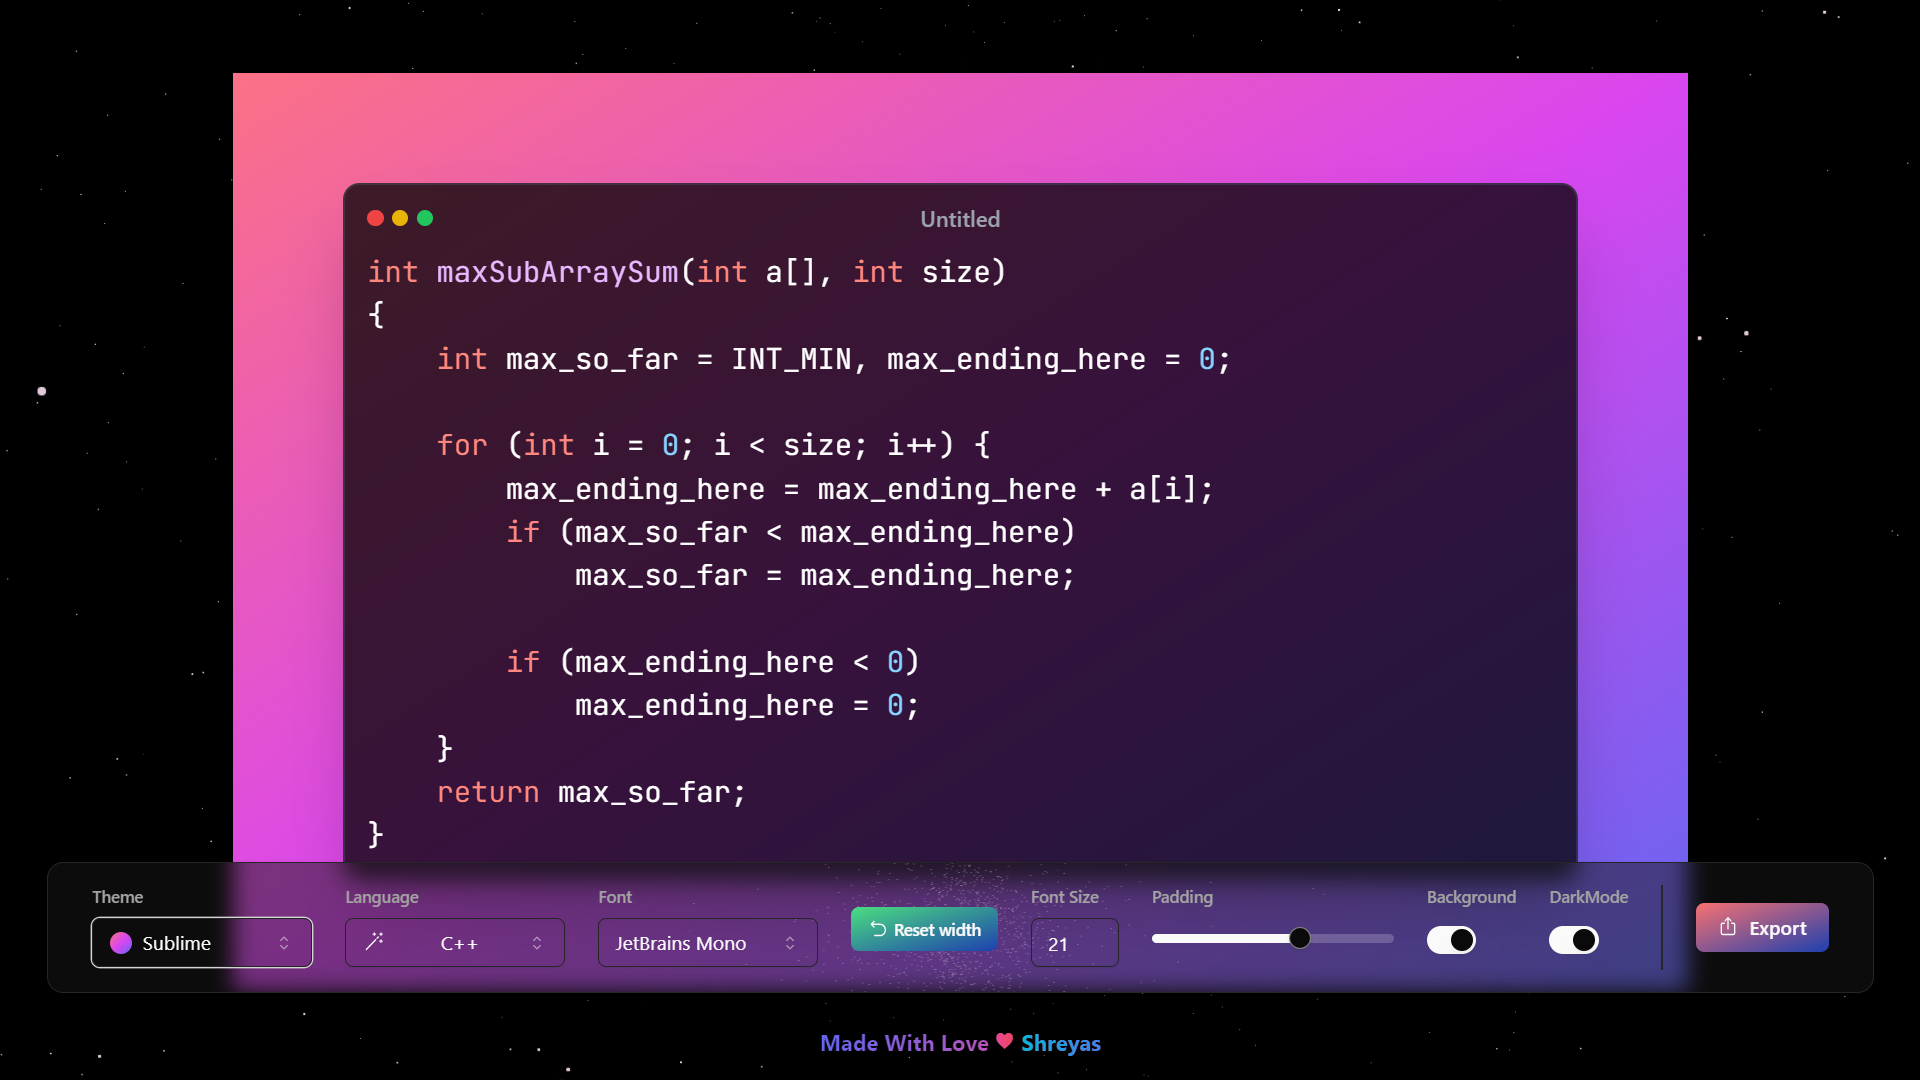 Untitled
int maxSubArraySum(int a[], int size)
{
    int max_so_far = INT_MIN, max_ending_here = 0;

    for (int i = 0; i < size; i++) {
        max_ending_here = max_ending_here + a[i];
        if (max_so_far < max_ending_here)
            max_so_far = max_ending_here;

        if (max_ending_here < 0)
            max_ending_here = 0;
    }
    return max_so_far;
}
Theme Language Font Font Size Padding Background DarkMode
Sublime C++ JetBrains Mono Reset width 21 Export
Made With Love ❤ Shreyas